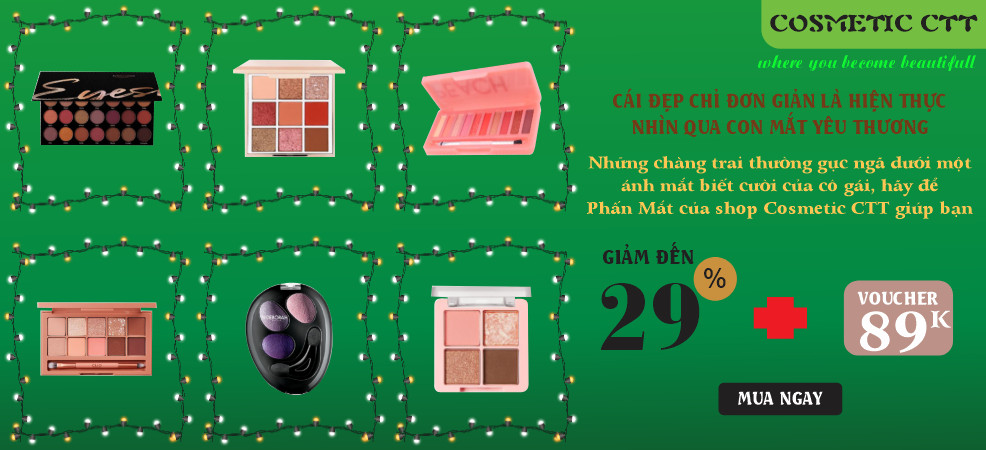 COSMETIC CTT
where you become beautifull
CÁI ĐẸP CHỈ ĐƠN GIẢN LÀ HIỆN THỰC
NHÌN QUA CON MẮT YÊU THƯƠNG
Những chàng trai thường gục ngã dưới một
ánh mắt biết cười của cô gái, hãy để
Phấn Mắt của shop Cosmetic CTT giúp bạn
GIẢM ĐẾN
29%
VOUCHER
89K
MUA NGAY
PEACH